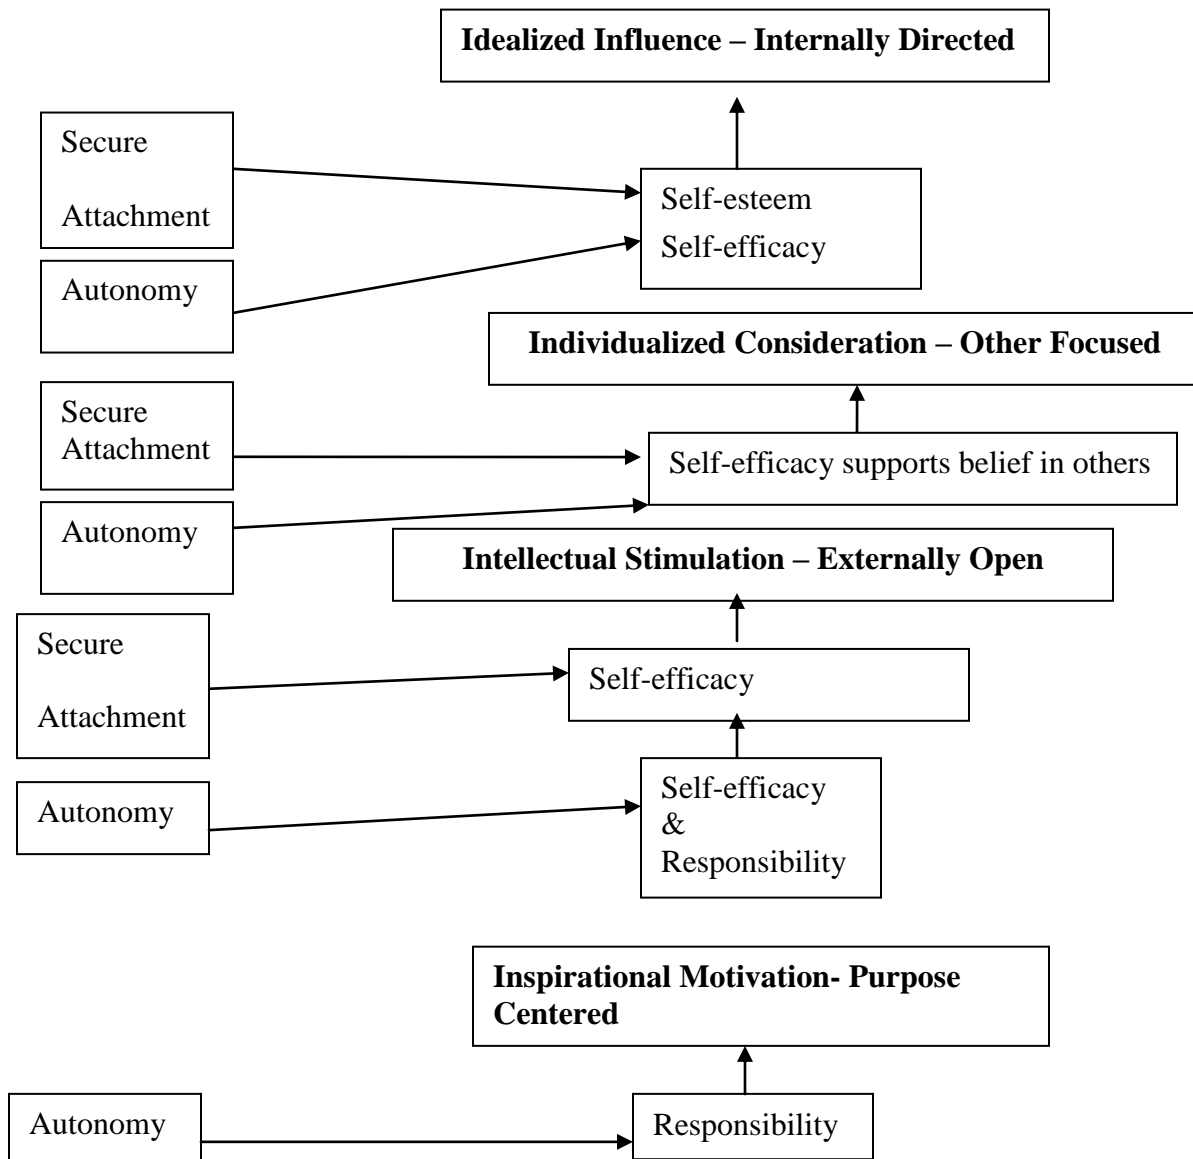 Idealized Influence – Internally Directed
Secure
Attachment
Self-esteem
Self-efficacy
Autonomy
Individualized Consideration – Other Focused
Secure
Attachment
Self-efficacy supports belief in others
Autonomy
Intellectual Stimulation – Externally Open
Secure
Attachment
Self-efficacy
Autonomy
Self-efficacy
&
Responsibility
Inspirational Motivation- Purpose
Centered
Autonomy
Responsibility